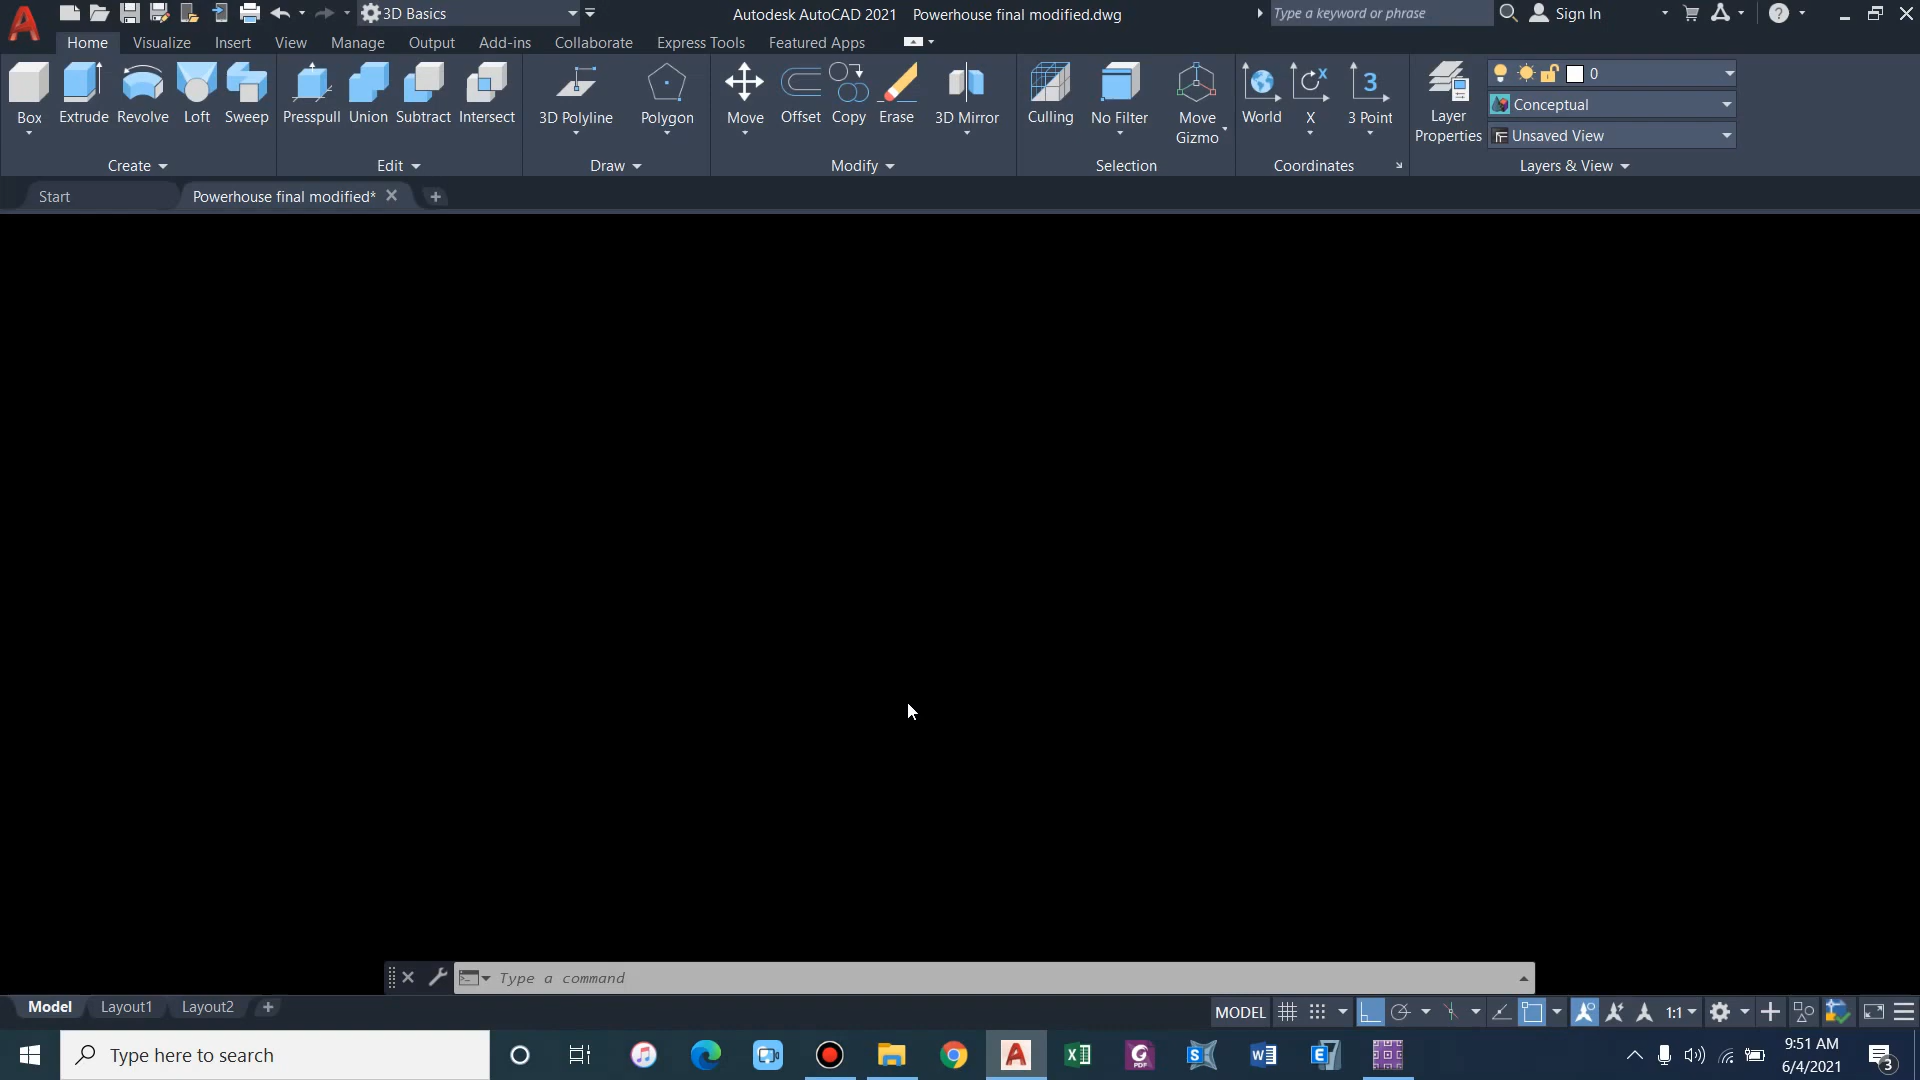 3D Basics
Autodesk AutoCAD 2021 Powerhouse final modified.dwg
Type a keyword or phrase
Sign In
Home Visualize Insert View Manage Output Add-ins Collaborate Express Tools Featured Apps
Box Extrude Revolve Loft Sweep
Presspull Union Subtract Intersect
3D Polyline Polygon
Move Offset Copy Erase 3D Mirror
Culling No Filter Move Gizmo
World X 3 Point
3
Layer Properties
0
Conceptual
Unsaved View
Create Edit Draw Modify Selection Coordinates Layers & View
Start Powerhouse final modified*
Type a command
Model Layout1 Layout2
MODEL 1:1
Type here to search
9:51 AM
6/4/2021
3